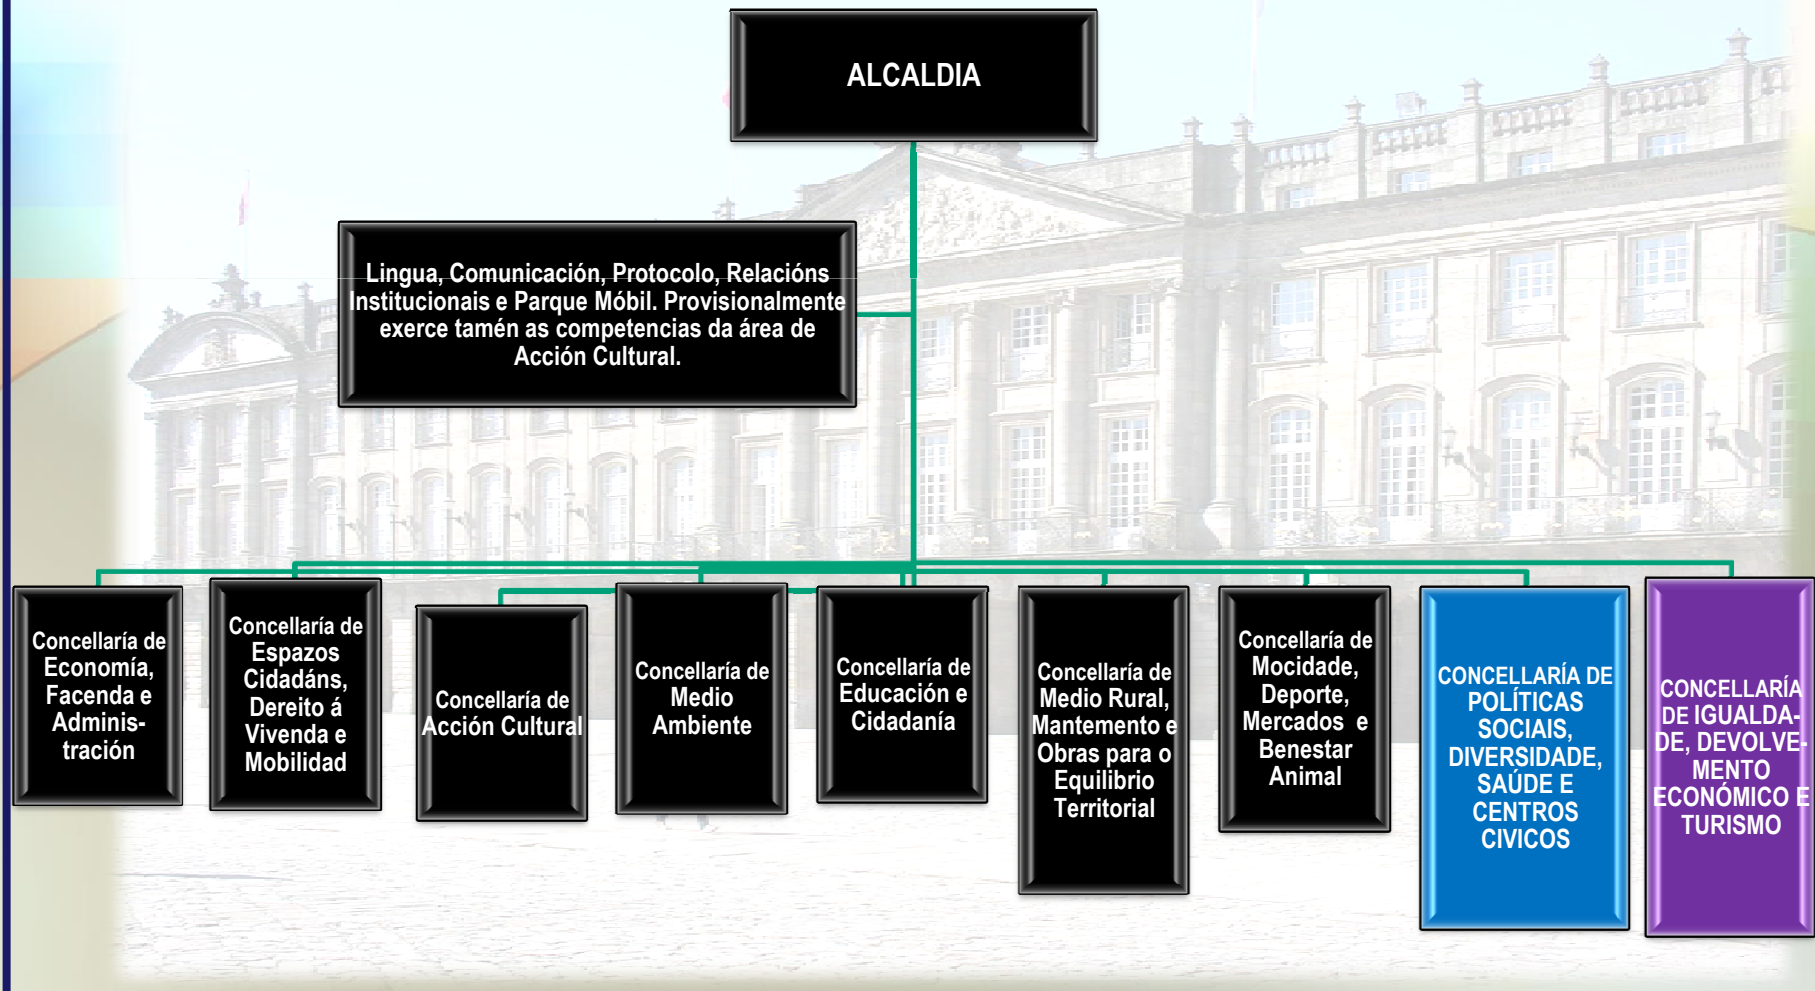 ALCALDIA
Lingua, Comunicación, Protocolo, Relacións
Institucionais e Parque Móbil. Provisionalmente
exerce tamén as competencias da área de
Acción Cultural.
Concellaría de
Economía,
Facenda e
Adminis-
tración
Concellaría de
Espazos
Cidadáns,
Dereito á
Vivenda e
Mobilidad
Concellaría de
Acción Cultural
Concellaría de
Medio
Ambiente
Concellaría de
Educación e
Cidadanía
Concellaría de
Medio Rural,
Mantemento e
Obras para o
Equilibrio
Territorial
Concellaría de
Mocidade,
Deporte,
Mercados e
Benestar
Animal
CONCELLARÍA DE
POLÍTICAS
SOCIAIS,
DIVERSIDADE,
SAÚDE E
CENTROS
CIVICOS
CONCELLARÍA
DE IGUALDA-
DE, DEVOLVE-
MENTO
ECONÓMICO E
TURISMO